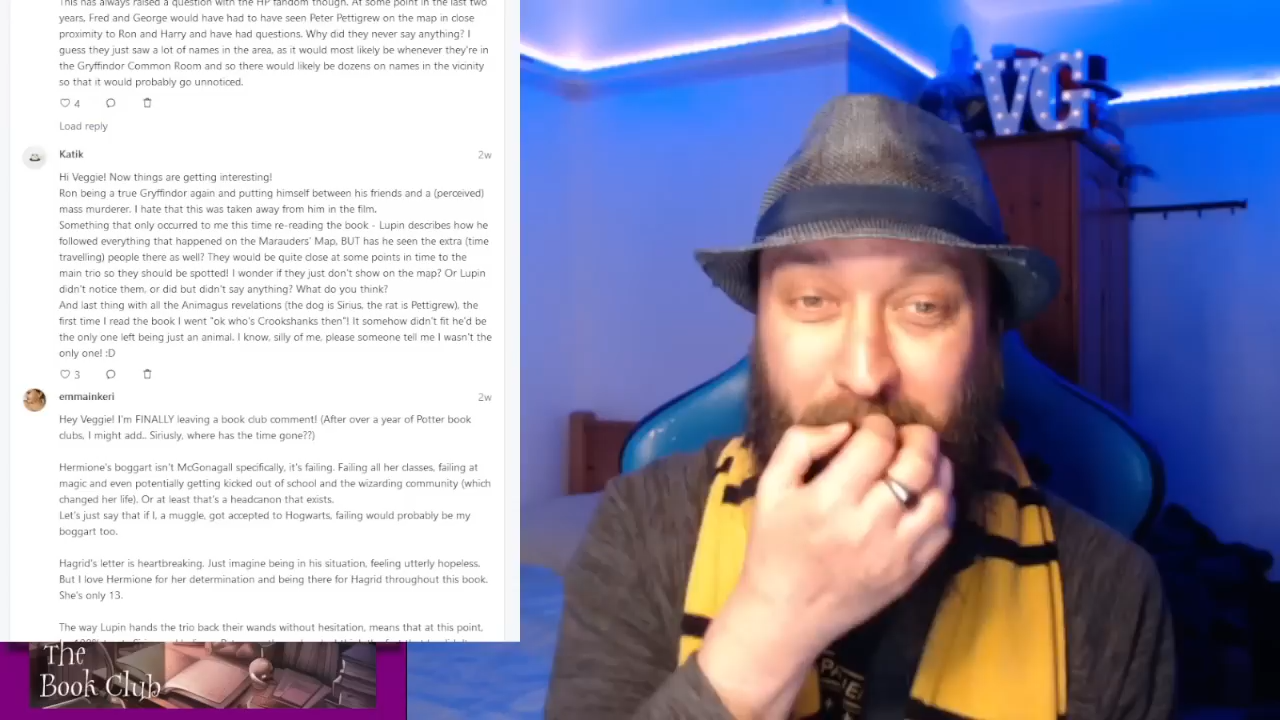 This has always raised a question with the HP fandom though. At some point in the last two
years, Fred and George would have had to have seen Peter Pettigrew on the map in close
proximity to Ron and Harry and have had questions. Why did they never say anything? I
guess they just saw a lot of names in the area, as it would most likely be whenever they're in
the Gryffindor Common Room and so there would likely be dozens on names in the vicinity
so that it would probably go unnoticed.
4
Load reply
Katik 2w
Hi Veggie! Now things are getting interesting!
Ron being a true Gryffindor again and putting himself between his friends and a (perceived)
mass murderer. I hate that this was taken away from him in the film.
Something that only occurred to me this time re-reading the book - Lupin describes how he
followed everything that happened on the Marauders' Map, BUT has he seen the extra (time
travelling) people there as well? They would be quite close at some points in time to the
main trio so they should be spotted! I wonder if they just don't show on the map? Or Lupin
didn't notice them, or did but didn't say anything? What do you think?
And last thing with all the Animagus revelations (the dog is Sirius, the rat is Pettigrew), the
first time I read the book I went "ok who's Crookshanks then"! It somehow didn't fit he'd be
the only one left being just an animal. I know, silly of me, please someone tell me I wasn't the
only one! :D
3
emmainkeri 2w
Hey Veggie! I'm FINALLY leaving a book club comment! (After over a year of Potter book
clubs, I might add.. Siriusly, where has the time gone??)
Hermione's boggart isn't McGonagall specifically, it's failing. Failing all her classes, failing at
magic and even potentially getting kicked out of school and the wizarding community (which
changed her life). Or at least that's a headcanon that exists.
Let's just say that if I, a muggle, got accepted to Hogwarts, failing would probably be my
boggart too.
Hagrid's letter is heartbreaking. Just imagine being in his situation, feeling utterly hopeless.
But I love Hermione for her determination and being there for Hagrid throughout this book.
She's only 13.
The way Lupin hands the trio back their wands without hesitation, means that at this point,
The
Book Club
VG